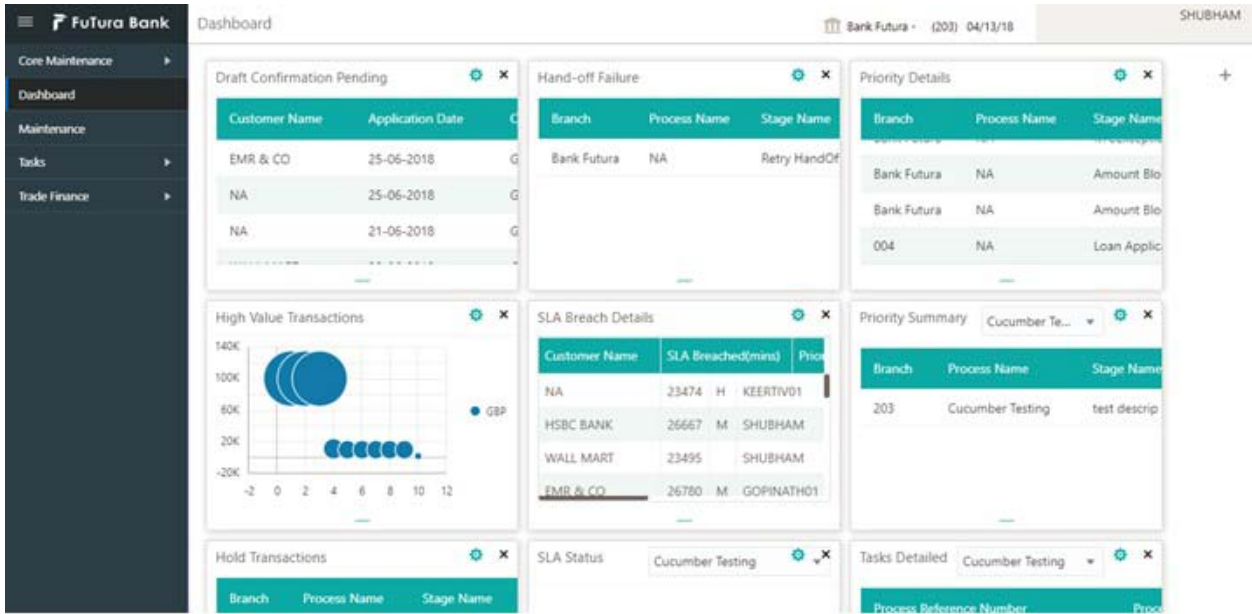 FuTura Bank
Dashboard
Bank Futura - (203) 04/13/18
SHUBHAM
Core Maintenance
Dashboard
Maintenance
Tasks
Trade Finance
Draft Confirmation Pending
Customer Name Application Date
EMR & CO 25-06-2018 G
NA 25-06-2018 G
NA 21-06-2018 G
Hand-off Failure
Branch Process Name Stage Name
Bank Futura NA Retry HandOf
Priority Details
Branch Process Name Stage Name
Bank Futura NA Amount Blo
Bank Futura NA Amount Blo
004 NA Loan Applic
High Value Transactions
140K
100K
60K
20K
-20K
-2 0 2 4 6 8 10 12
GBP
SLA Breach Details
Customer Name SLA Breached(mins) Prior
NA 23474 H KEERTIV01
HSBC BANK 26667 M SHUBHAM
WALL MART 23495 SHUBHAM
EMR & CO 26780 M GOPINATH01
Priority Summary Cucumber Te...
Branch Process Name Stage Name
203 Cucumber Testing test descrip
Hold Transactions
Branch Process Name Stage Name
SLA Status Cucumber Testing
Tasks Detailed Cucumber Testing
Process Reference Number Proce